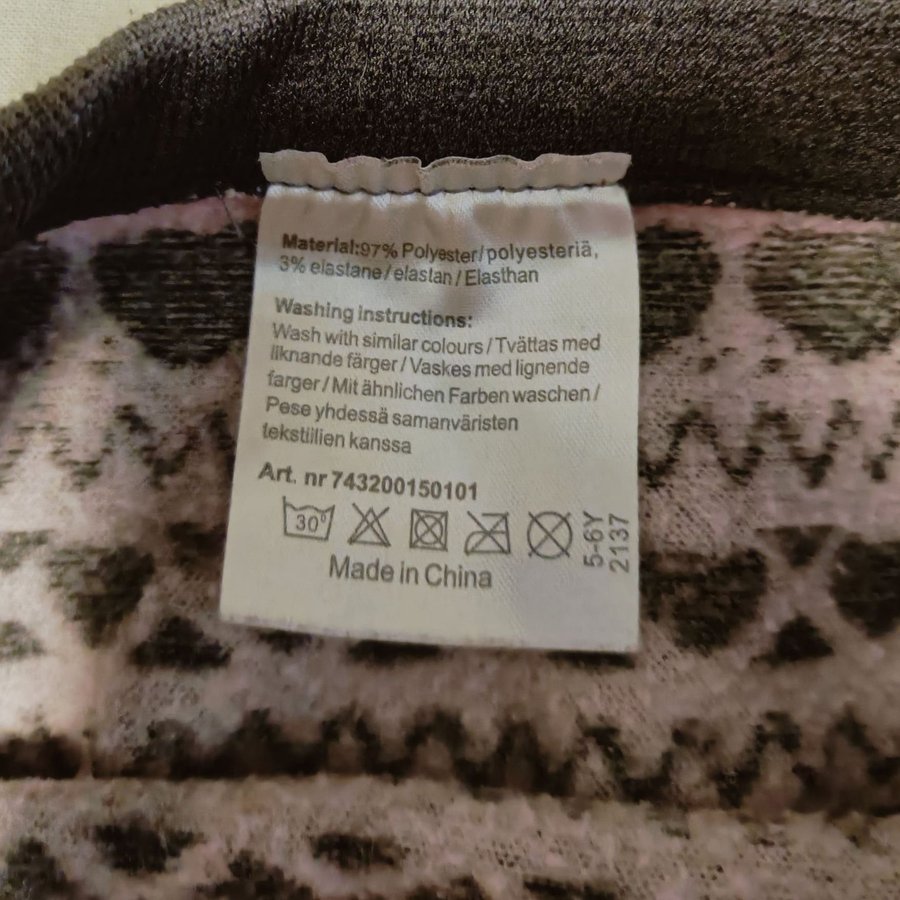 Material:97% Polyester/polyesteriä,
3% elastane/elastan/Elasthan
Washing instructions:
Wash with similar colours/Tvättas med
liknande färger/Vaskes med lignende
farger/Mit ähnlichen Farben waschen/
Pese yhdessä samanväristen
tekstiilien kanssa
Art. nr 743200150101
30°
Made in China
5-6Y
2137